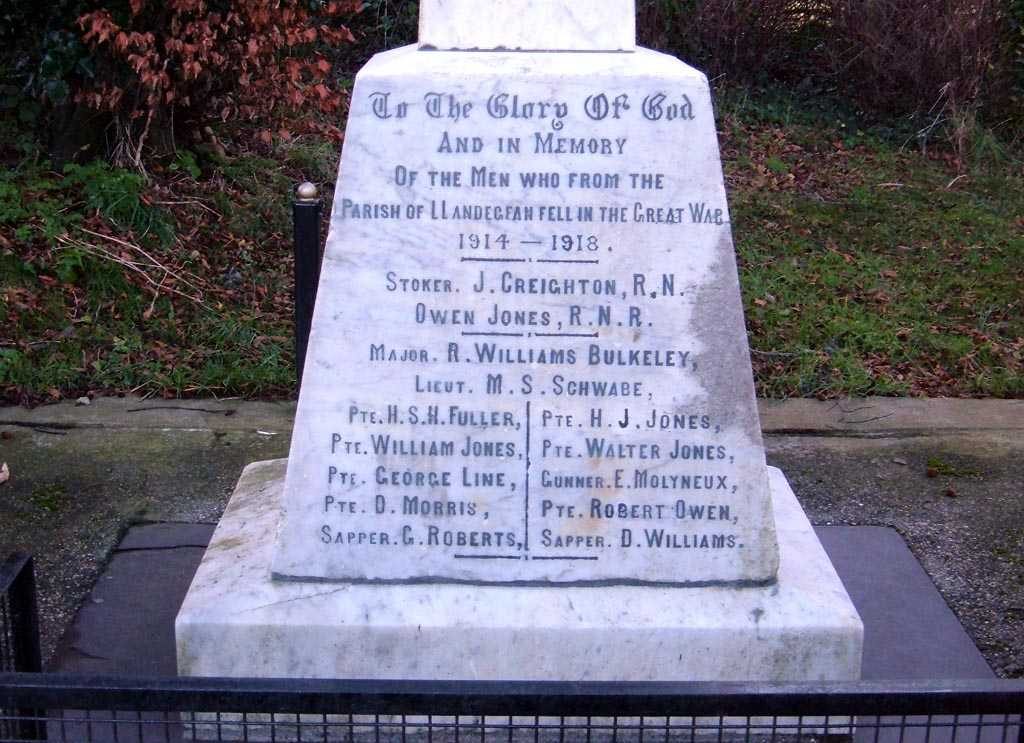 To The Glory Of God
AND IN MEMORY
OF THE MEN WHO FROM THE
PARISH OF LLANDEGFAN FELL IN THE GREAT WAR
1914 — 1918.
STOKER. J. CREIGHTON, R.N.
OWEN JONES, R.N.R.
MAJOR. R. WILLIAMS BULKELEY,
LIEUT. M. S. SCHWABE,
PTE. H. S. H. FULLER,
PTE. WILLIAM JONES,
PTE. GEORGE LINE,
PTE. D. MORRIS,
SAPPER. G. ROBERTS,
PTE. H. J. JONES,
PTE. WALTER JONES,
GUNNER. E. MOLYNEUX,
PTE. ROBERT OWEN,
SAPPER. D. WILLIAMS.